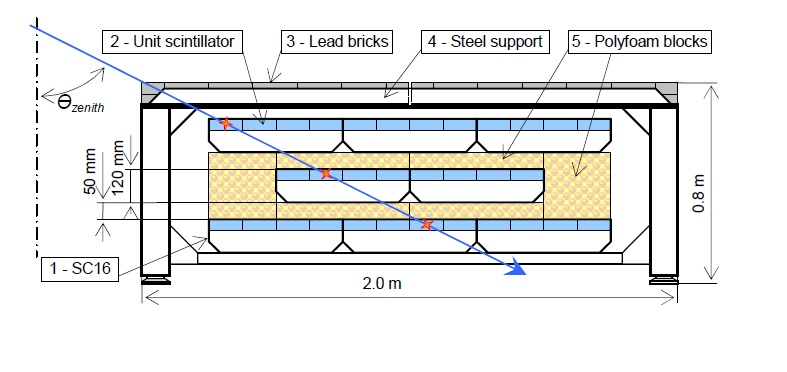 2 - Unit scintillator
3 - Lead bricks
4 - Steel support
5 - Polyfoam blocks
Θzenith
50 mm
120 mm
0.8 m
1 - SC16
2.0 m